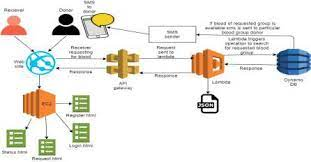 Receiver
Donor
SMS
to
donor
SMS
sender
If blood of requested group is
available sms is sent to particular
blood group donor
Lambda triggers
operation to search
for requested blood
group
Receiver
requesting
for blood
Request
sent to
lambda
Web
site
API
gateway
Lambda
Dynamo
DB
Response
Response
Response
EC2
JSON
Register html
Login html
Status html
Request html